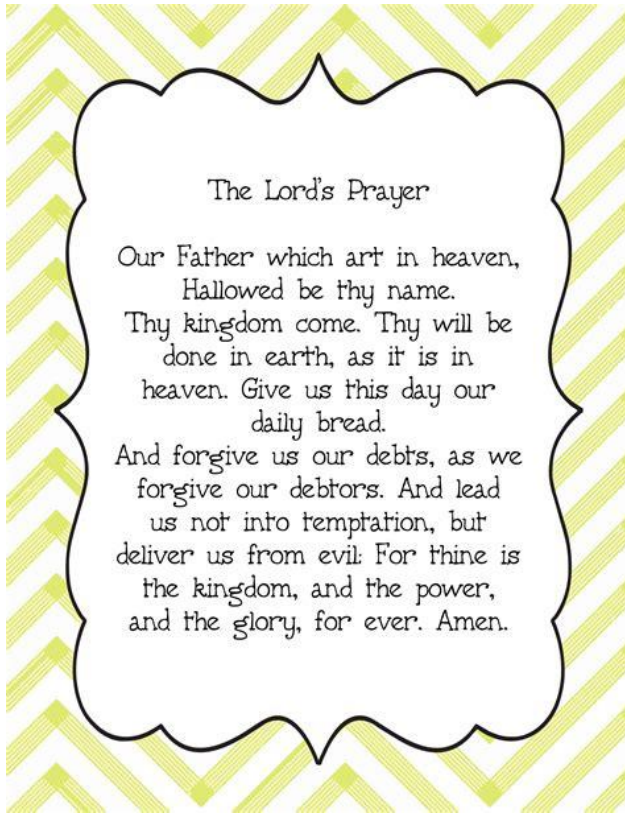 The Lord's Prayer
Our Father which art in heaven,
Hallowed be thy name.
Thy kingdom come. Thy will be
done in earth, as it is in
heaven. Give us this day our
daily bread.
And forgive us our debts, as we
forgive our debtors. And lead
us not into temptation, but
deliver us from evil: For thine is
the kingdom, and the power,
and the glory, for ever. Amen.